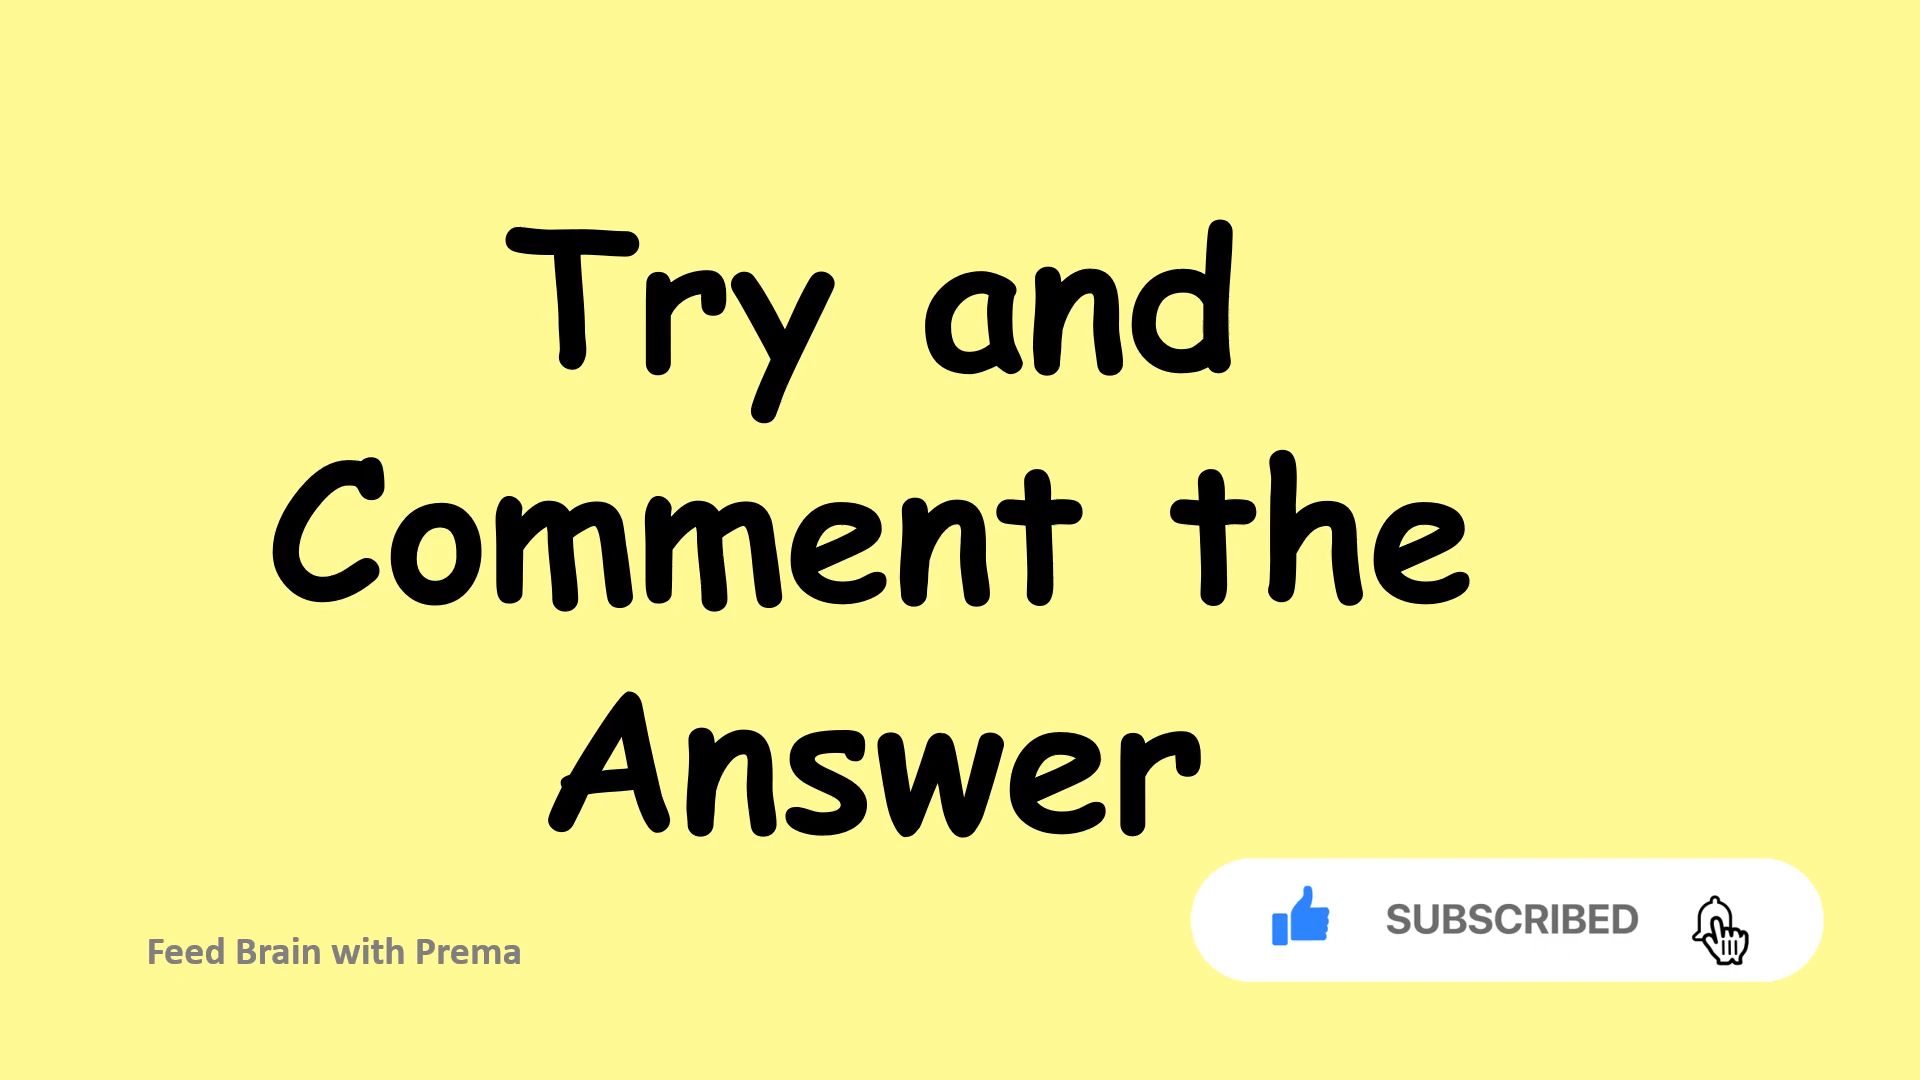 Try and
Comment the
Answer
Feed Brain with Prema
SUBSCRIBED